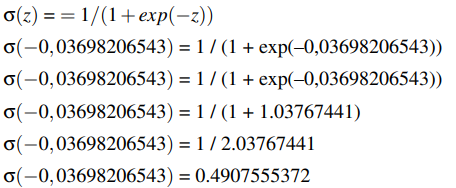 σ(z) = = 1/(1+exp(−z))
σ(−0,03698206543) = 1 / (1 + exp(–0,03698206543))
σ(−0,03698206543) = 1 / (1 + exp(–0,03698206543))
σ(−0,03698206543) = 1 / (1 + 1.03767441)
σ(−0,03698206543) = 1 / 2.03767441
σ(−0,03698206543) = 0.4907555372